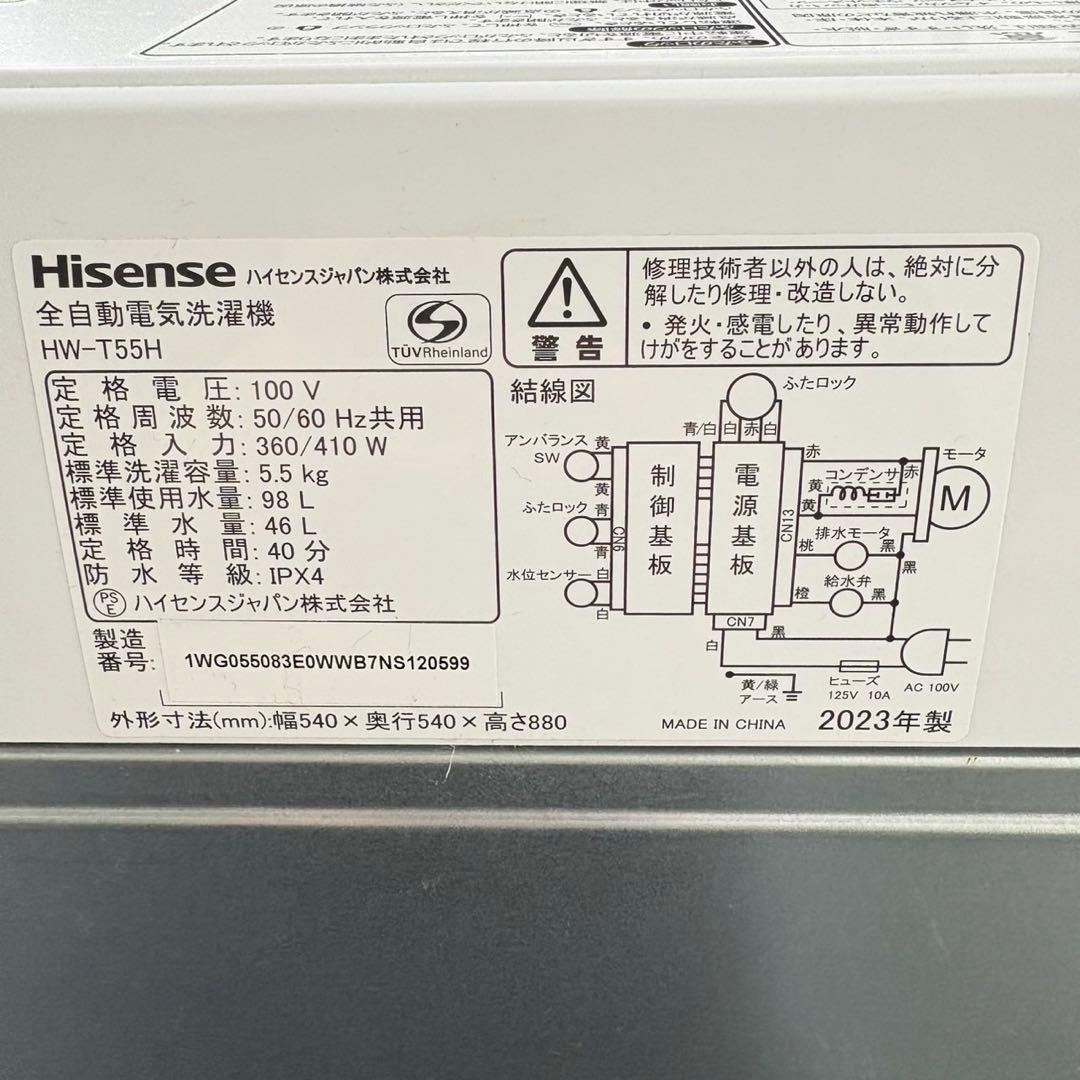 Hisense ハイセンスジャパン株式会社
全自動電気洗濯機
HW-T55H
TÜVRheinland
定格電圧: 100 V
定格周波数: 50/60 Hz共用
定格入力: 360/410 W
標準洗濯容量: 5.5 kg
標準使用水量: 98 L
標準水量: 46 L
定格時間: 40 分
防水等級: IPX4
PSE ハイセンスジャパン株式会社
製造
番号: 1WG055083E0WWB7NS120599
外形寸法(mm):幅540×奥行540×高さ880
警告
修理技術者以外の人は、絶対に分
解したり修理・改造しない。
・発火・感電したり、異常動作して
けがをすることがあります。
結線図
ふたロック
青/白 白 赤 白
アンバランス
SW
黄
黄
ふたロック
青
青
水位センサー
白
白
CN6
制御基板
電源基板
CN13
CN7
赤
コンデンサ
赤
黄
黄
モータ
M
桃
排水モータ
黒
黒
橙
給水弁
黒
白
黒
黄/緑
アース
ヒューズ
125V 10A
AC 100V
MADE IN CHINA
2023年製